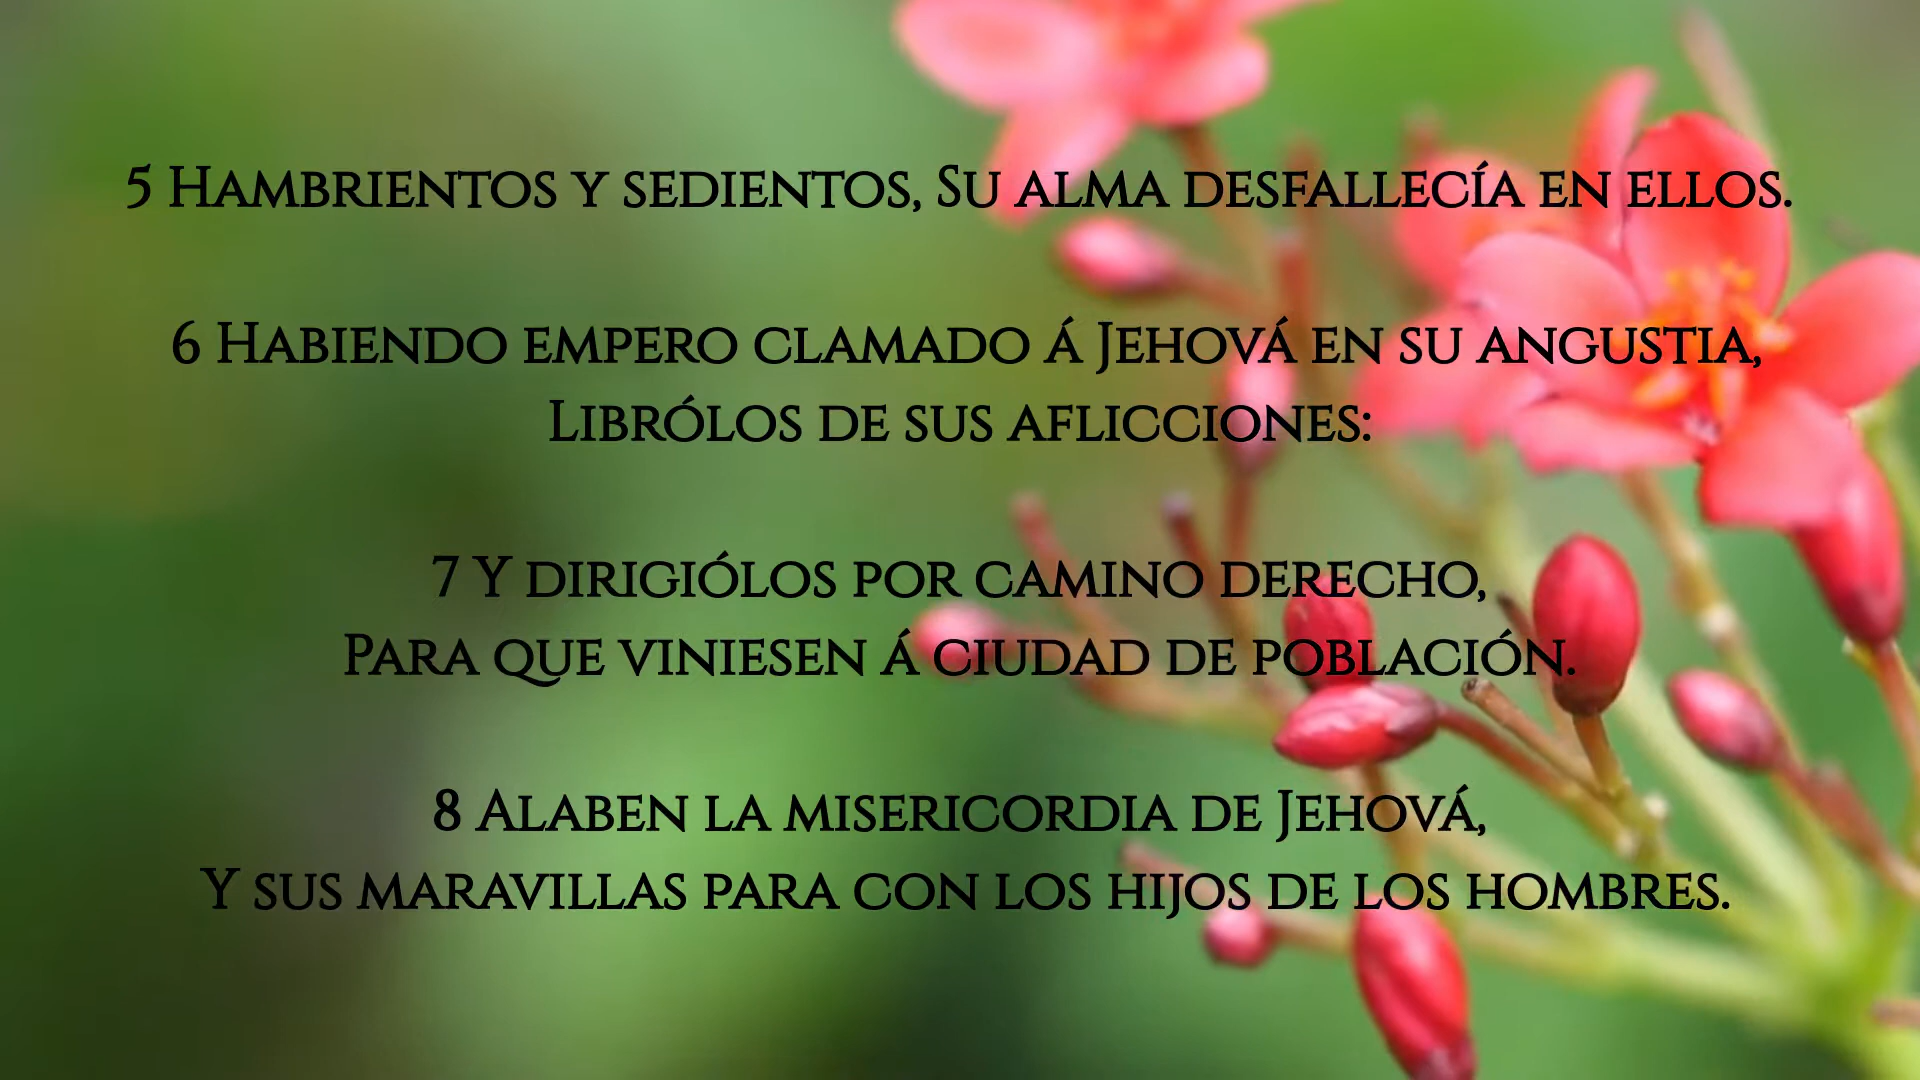 5 Hambrientos y sedientos, Su alma desfallecía en ellos.
6 Habiendo empero clamado á Jehová en su angustia,
Librólos de sus aflicciones:
7 Y dirigiólos por camino derecho,
Para que viniesen á ciudad de población.
8 Alaben la misericordia de Jehová,
Y sus maravillas para con los hijos de los hombres.